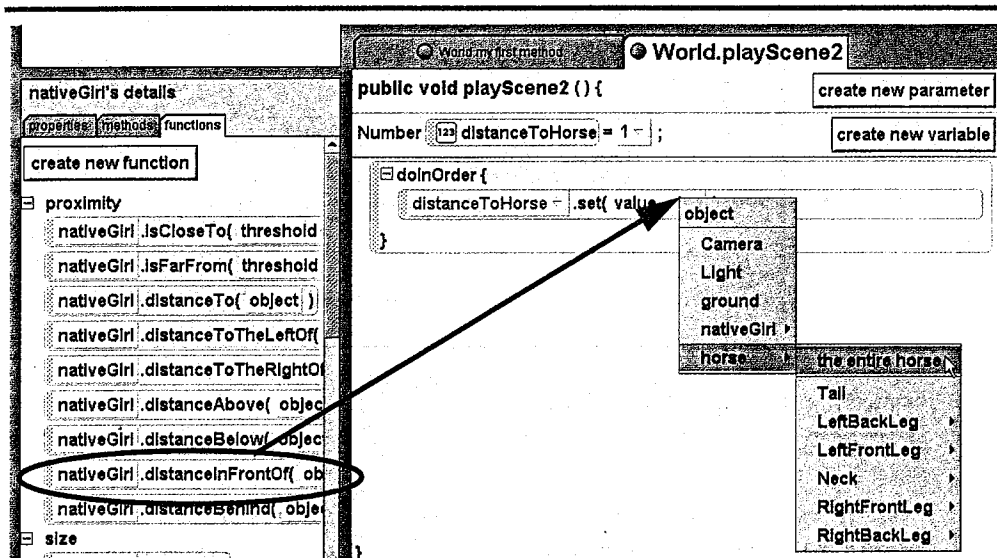 World.my first method
World.playScene2
nativeGirl's details
properties methods functions
create new function
proximity
nativeGirl .isCloseTo( threshold
nativeGirl .isFarFrom( threshold
nativeGirl .distanceTo( object )
nativeGirl .distanceToTheLeftOf(
nativeGirl .distanceToTheRightOf
nativeGirl .distanceAbove( objec
nativeGirl .distanceBelow( objec
nativeGirl .distanceInFrontOf( ob
nativeGirl .distanceBehind( objec
size
public void playScene2 ( ) {
create new parameter
Number 123 distanceToHorse = 1 ;
create new variable
doInOrder {
distanceToHorse .set( value
}
object
Camera
Light
ground
nativeGirl
horse
the entire horse
Tail
LeftBackLeg
LeftFrontLeg
Neck
RightFrontLeg
RightBackLeg
}